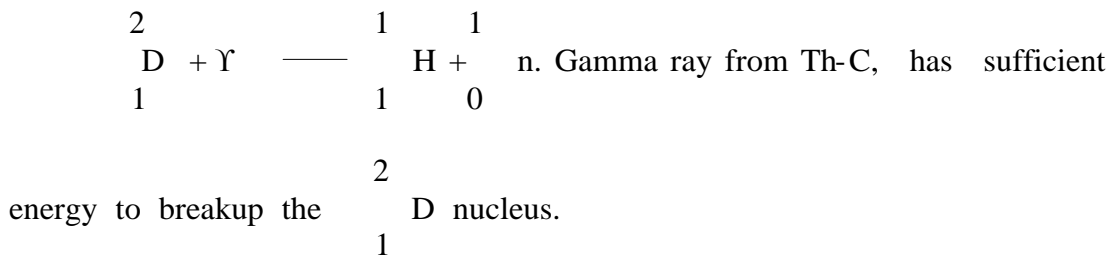 2 1 1
D + ϒ —— H + n. Gamma ray from Th-C, has sufficient
1 1 0
2
energy to breakup the D nucleus.
1